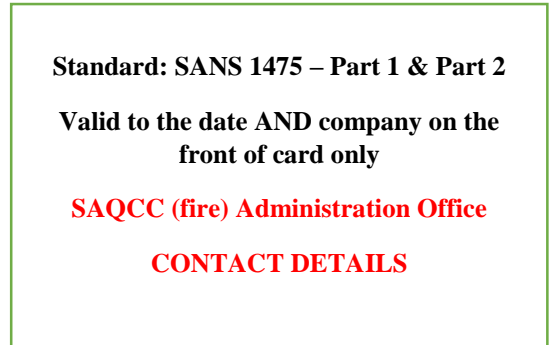 Standard: SANS 1475 – Part 1 & Part 2
Valid to the date AND company on the
front of card only
SAQCC (fire) Administration Office
CONTACT DETAILS